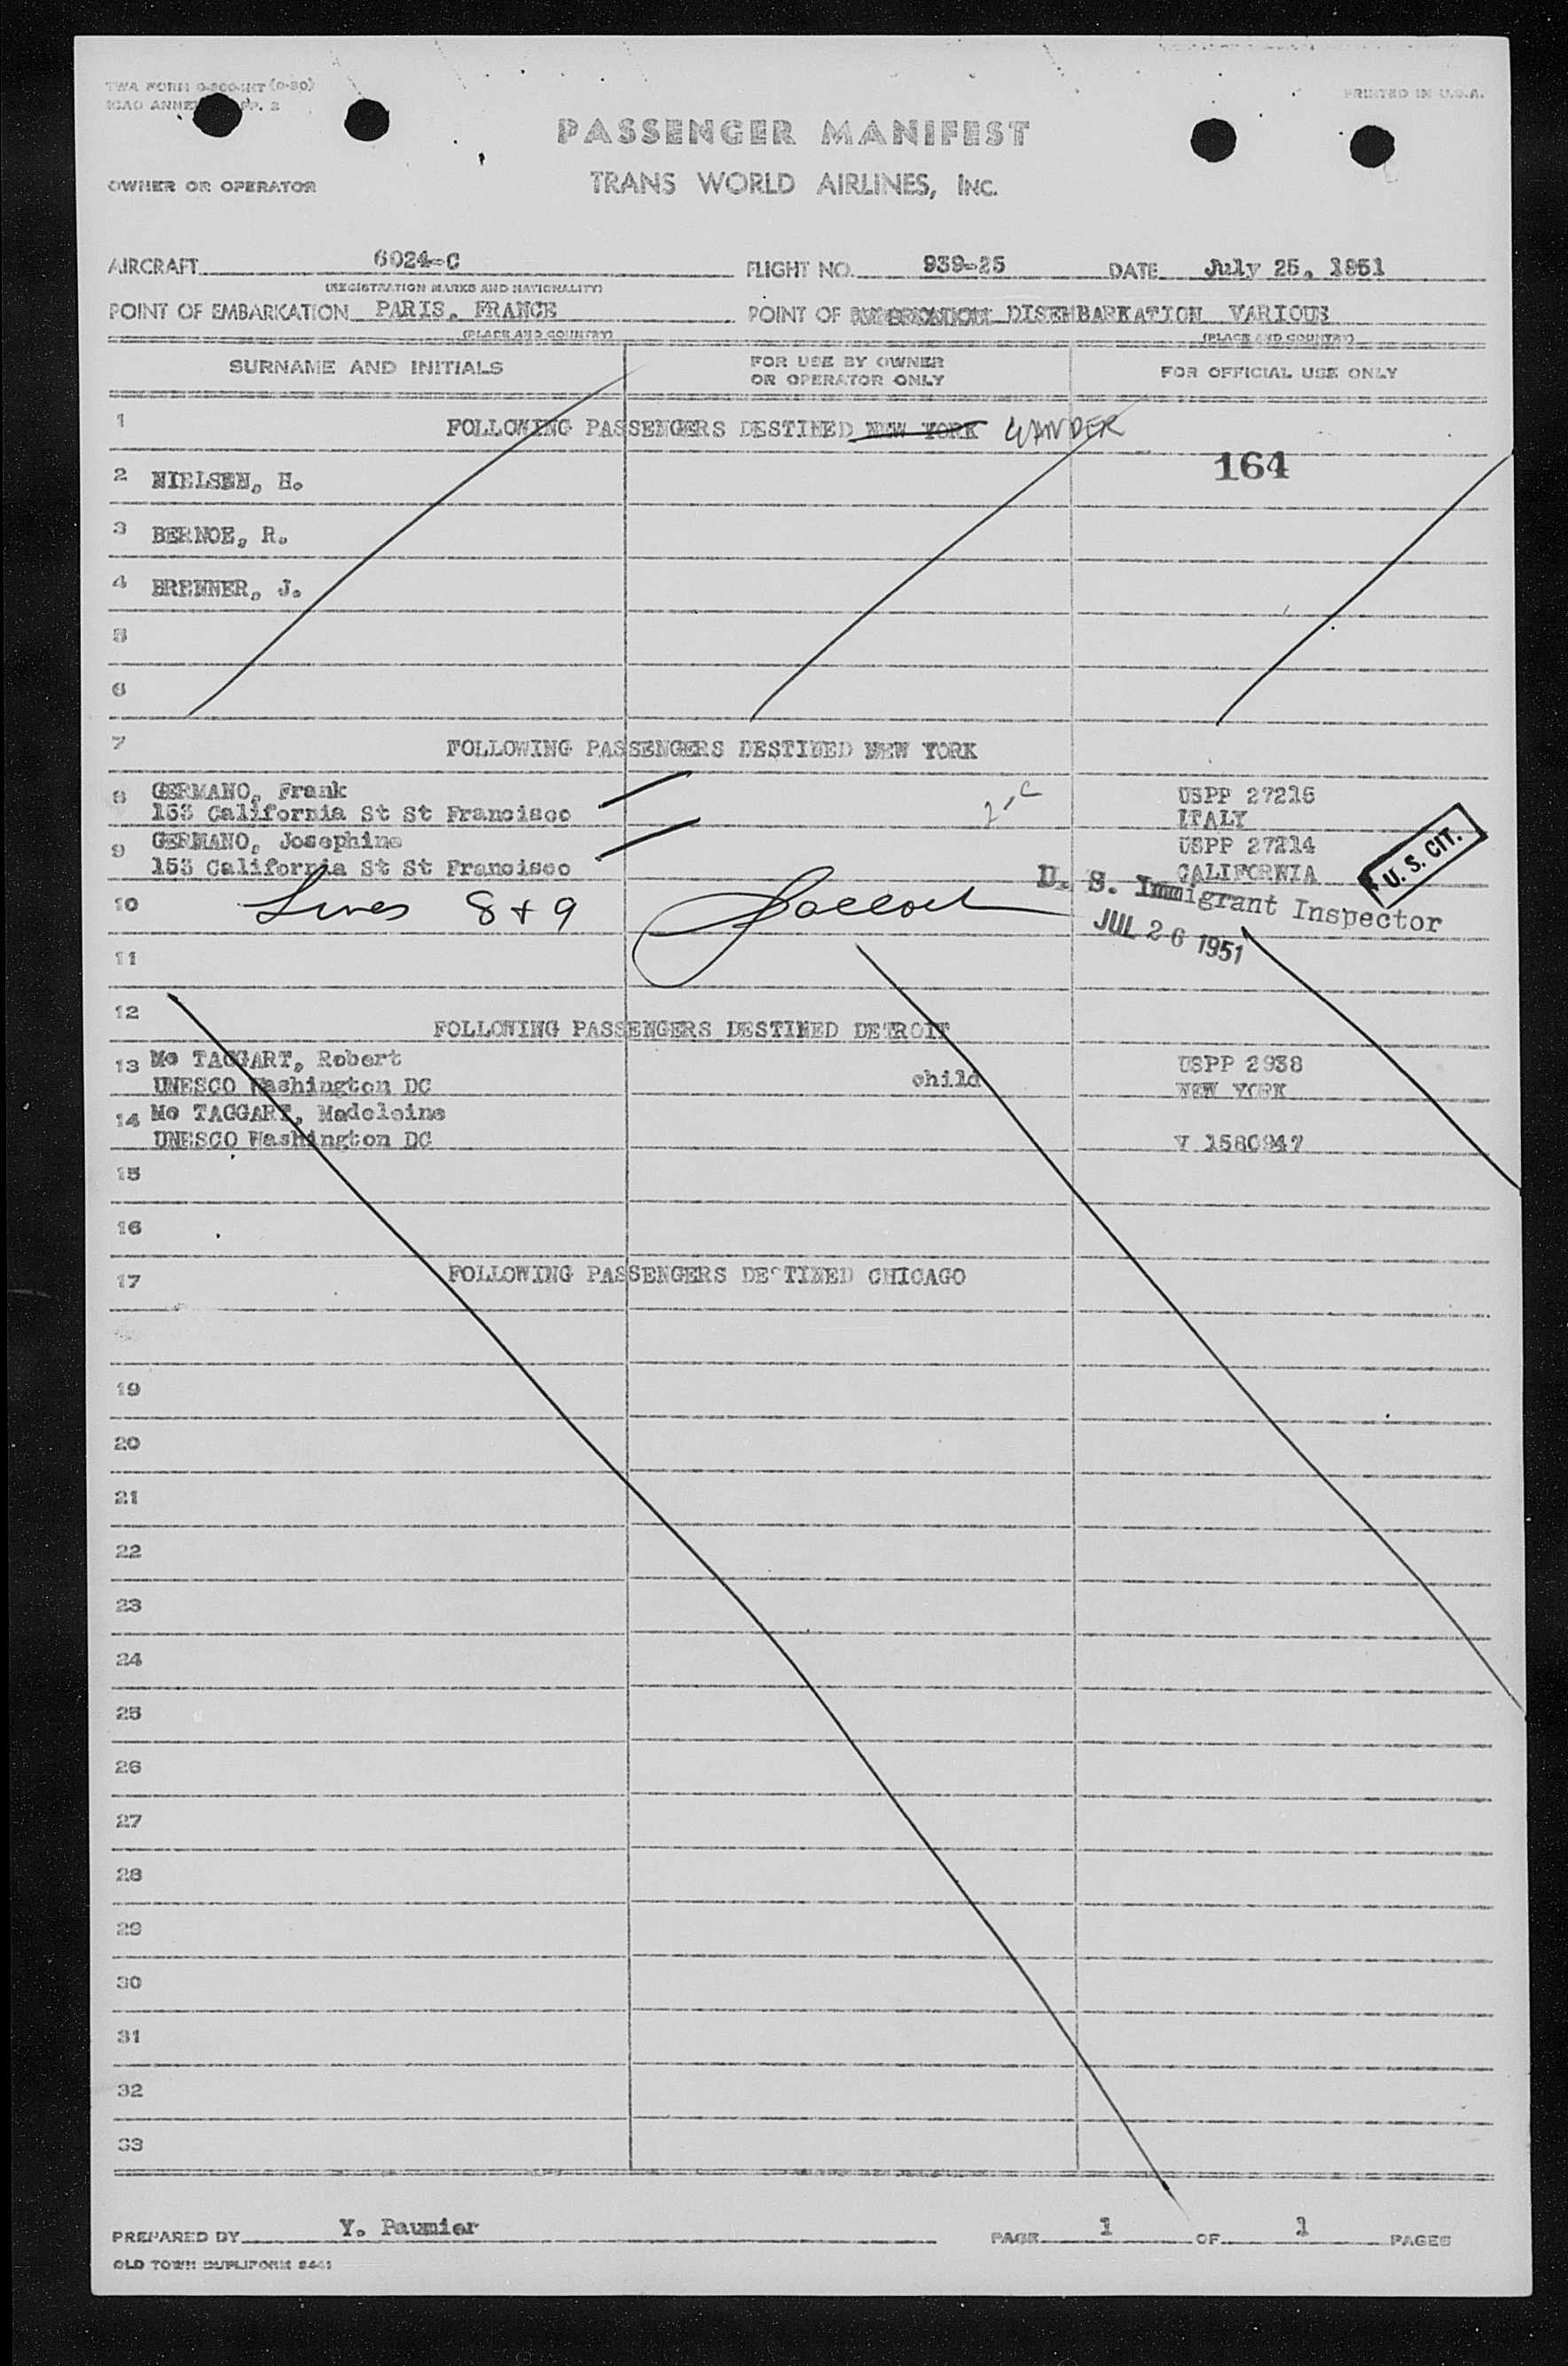 TWA FORM
ICAO ANNEX PP. 2
PRINTED IN U.S.A.
PASSENGER MANIFEST
OWNER OR OPERATOR
TRANS WORLD AIRLINES, INC.
AIRCRAFT 6024-C FLIGHT NO. 939-25 DATE July 25, 1951
(REGISTRATION MARKS AND NATIONALITY)
POINT OF EMBARKATION PARIS, FRANCE POINT OF DISEMBARKATION VARIOUS
(PLACE AND COUNTRY) (PLACE AND COUNTRY)
SURNAME AND INITIALS FOR USE BY OWNER OR OPERATOR ONLY FOR OFFICIAL USE ONLY
1 FOLLOWING PASSENGERS DESTINED NEW YORK GANDER
164
2 NIELSEN, H.
3 BERNOE, R.
4 BRENNER, J.
5
6
7 FOLLOWING PASSENGERS DESTINED NEW YORK
8 GERMANO, Frank USPP 27215
153 California St St Francisco ITALY
9 GERMANO, Josephine USPP 27214
153 California St St Francisco CALIFORNIA
U. S. CIT.
10 Lines 8 + 9 U. S. Immigrant Inspector
JUL 26 1951
11
12 FOLLOWING PASSENGERS DESTINED DETROIT
13 Mc TAGGART, Robert USPP 2938
UNESCO Washington DC child NEW YORK
14 Mc TAGGART, Madeleine
UNESCO Washington DC V 1580947
15
16
17 FOLLOWING PASSENGERS DESTINED CHICAGO
19
20
21
22
23
24
25
26
27
28
29
30
31
32
33
PREPARED BY Y. Paumier PAGE 1 OF 1 PAGES
OLD TOWN DUPLIFORM